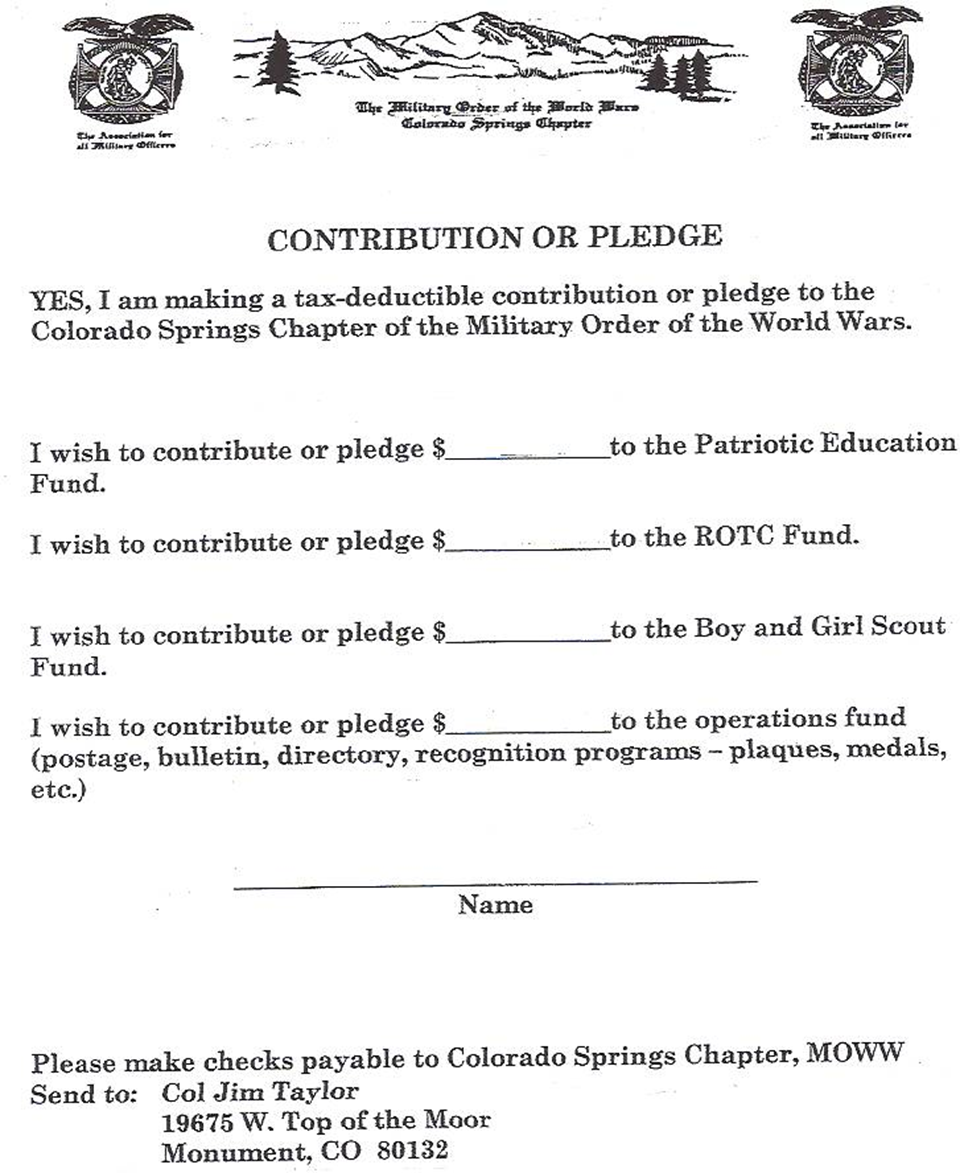 The Military Order of the World Wars
Colorado Springs Chapter
The Association for
all Military Officers
The Association for
all Military Officers
CONTRIBUTION OR PLEDGE
YES, I am making a tax-deductible contribution or pledge to the
Colorado Springs Chapter of the Military Order of the World Wars.
I wish to contribute or pledge $__________to the Patriotic Education
Fund.
I wish to contribute or pledge $__________to the ROTC Fund.
I wish to contribute or pledge $__________to the Boy and Girl Scout
Fund.
I wish to contribute or pledge $__________to the operations fund
(postage, bulletin, directory, recognition programs – plaques, medals,
etc.)
Name
Please make checks payable to Colorado Springs Chapter, MOWW
Send to: Col Jim Taylor
19675 W. Top of the Moor
Monument, CO 80132